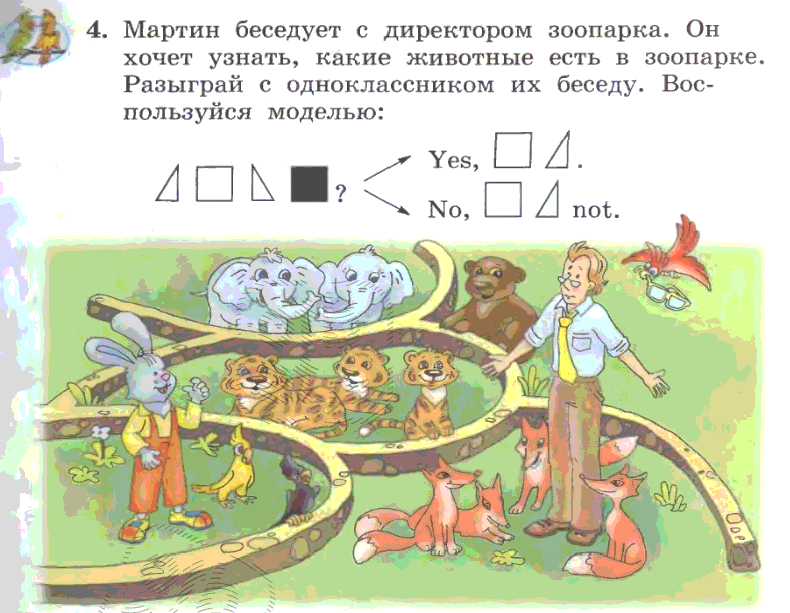 4. Мартин беседует с директором зоопарка. Он
хочет узнать, какие животные есть в зоопарке.
Разыграй с одноклассником их беседу. Вос-
пользуйся моделью:
Yes, .
?
No, not.